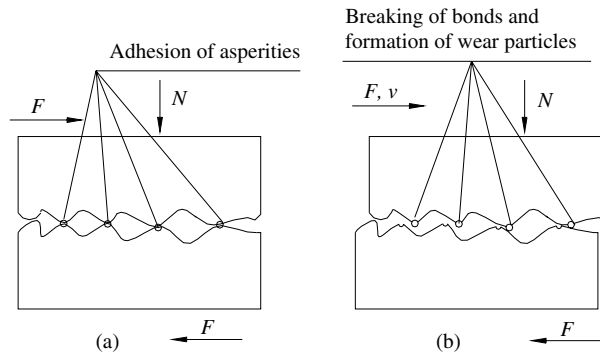 Adhesion of asperities
F
N
F
(a)
Breaking of bonds and
formation of wear particles
F, v
N
F
(b)